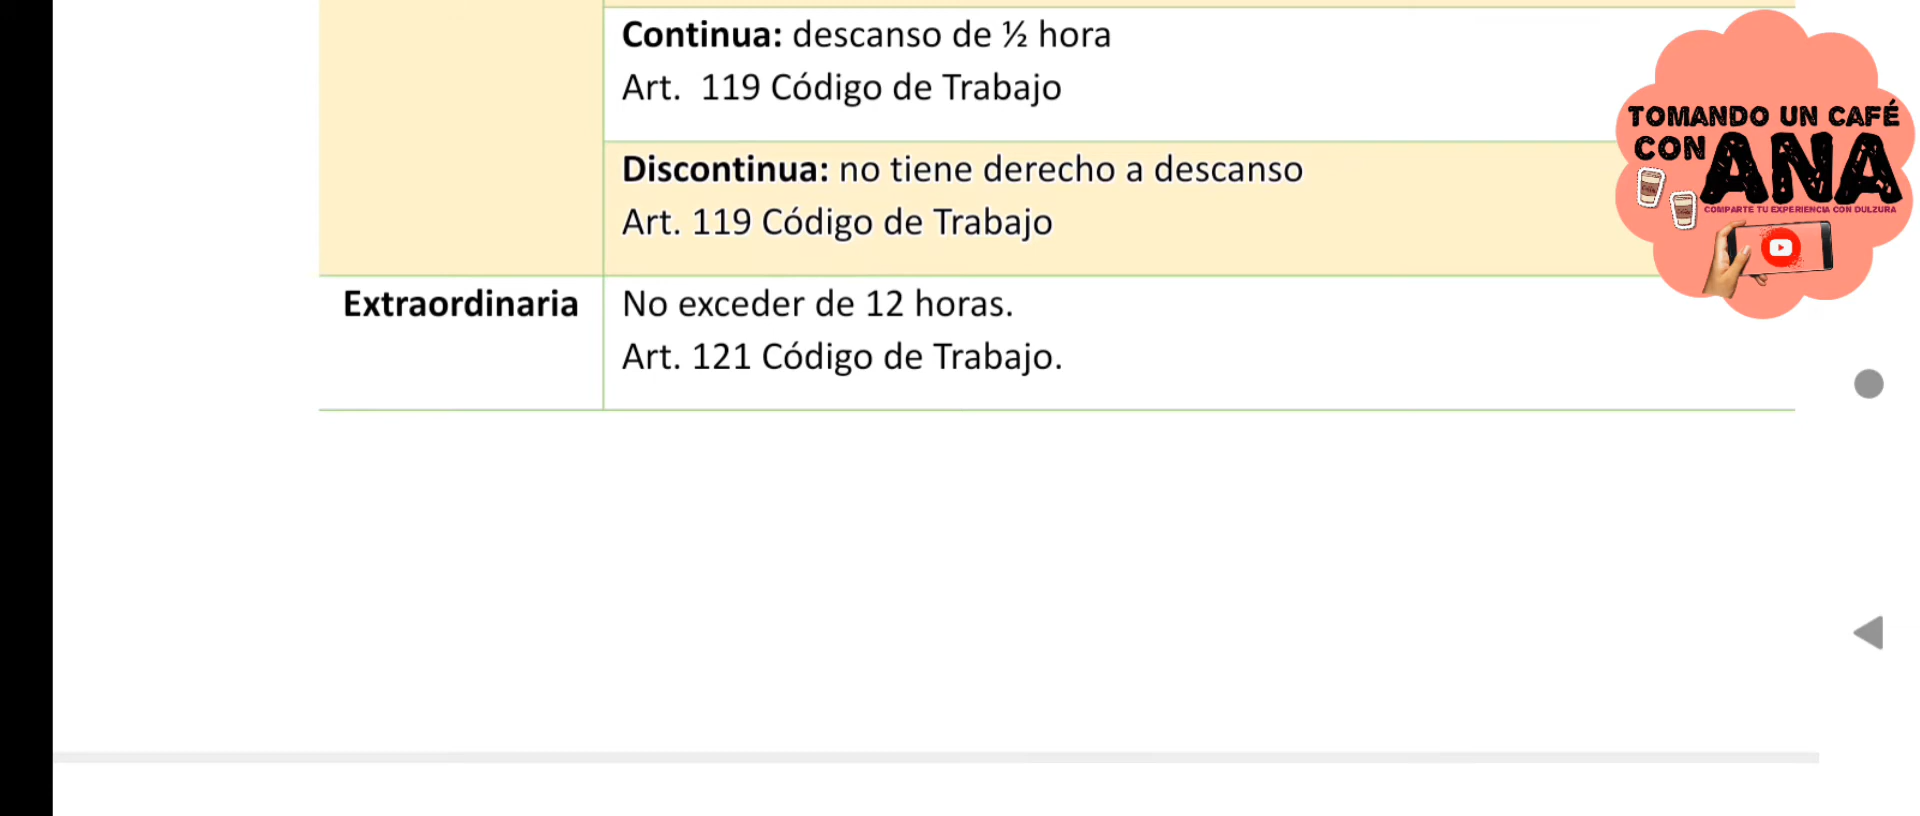 Continua: descanso de ½ hora
Art. 119 Código de Trabajo
Discontinua: no tiene derecho a descanso
Art. 119 Código de Trabajo
Extraordinaria
No exceder de 12 horas.
Art. 121 Código de Trabajo.
TOMANDO UN CAFÉ
CON ANA
COMPARTE TU EXPERIENCIA CON DULZURA